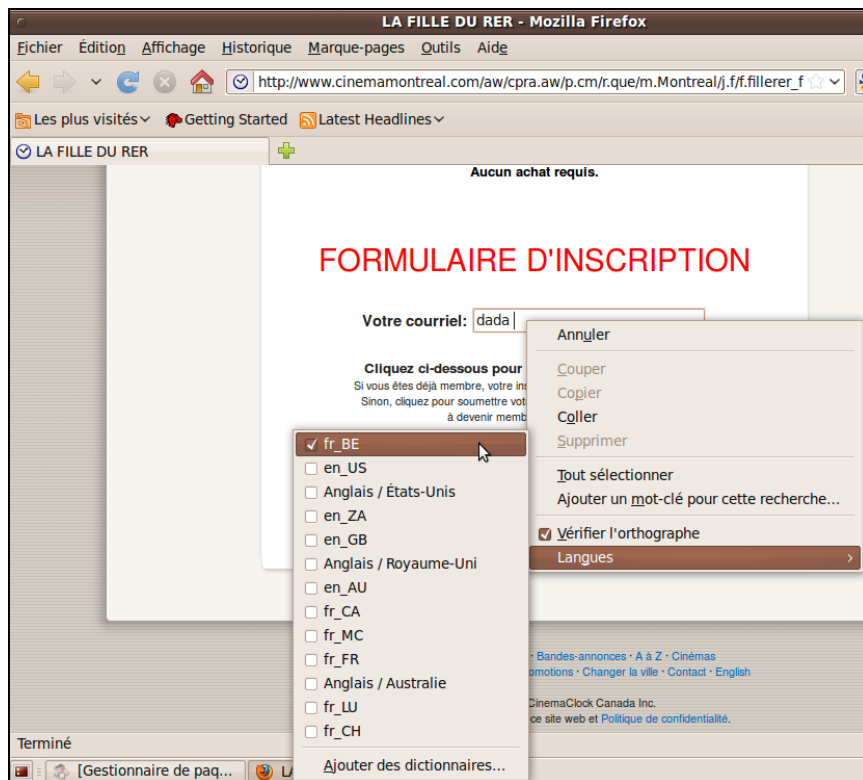 LA FILLE DU RER - Mozilla Firefox
Fichier Édition Affichage Historique Marque-pages Outils Aide
http://www.cinemamontreal.com/aw/cpra.aw/p.cm/r.que/m.Montreal/j.f/f.fillerer_f
Les plus visités Getting Started Latest Headlines
LA FILLE DU RER
Aucun achat requis.
FORMULAIRE D'INSCRIPTION
Votre courriel: dada
Cliquez ci-dessous pour
Si vous êtes déjà membre, votre
Sinon, cliquez pour soumettre
à devenir
Annuler
Couper
Copier
Coller
Supprimer
Tout sélectionner
Ajouter un mot-clé pour cette recherche...
Vérifier l'orthographe
Langues
fr_BE
en_US
Anglais / États-Unis
en_ZA
en_GB
Anglais / Royaume-Uni
en_AU
fr_CA
fr_MC
fr_FR
Anglais / Australie
fr_LU
fr_CH
Ajouter des dictionnaires...
· Bandes-annonces · A à Z · Cinémas
· Changer la ville · Contact · English
CinemaClock Canada Inc.
ce site web et Politique de confidentialité.
Terminé
[Gestionnaire de paq...